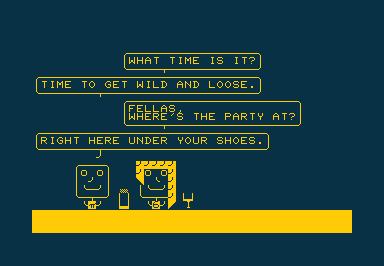 WHAT TIME IS IT?
TIME TO GET WILD AND LOOSE.
FELLAS,
WHERE'S THE PARTY AT?
RIGHT HERE UNDER YOUR SHOES.